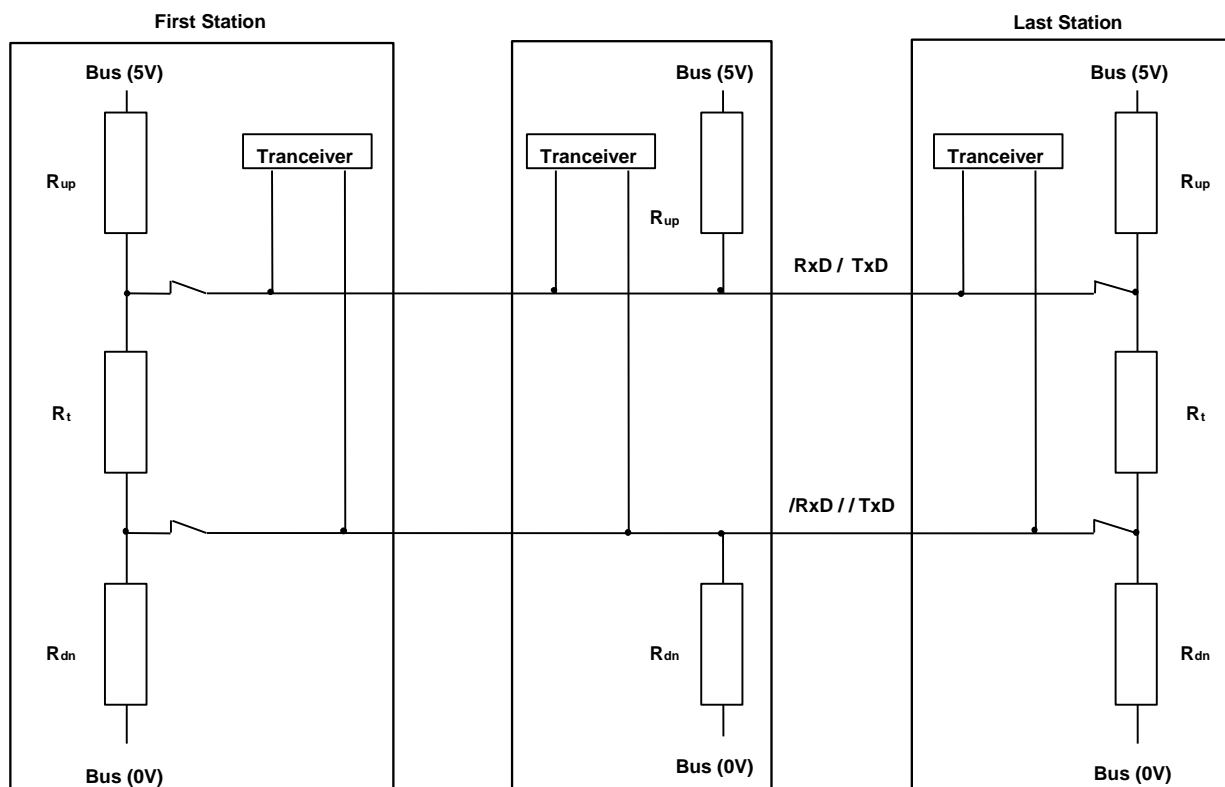 First Station
Last Station
Bus (5V)
Bus (5V)
Bus (5V)
Tranceiver
Tranceiver
Tranceiver
Rup
Rup
Rup
RxD / TxD
Rt
Rt
/RxD / / TxD
Rdn
Rdn
Rdn
Bus (0V)
Bus (0V)
Bus (0V)